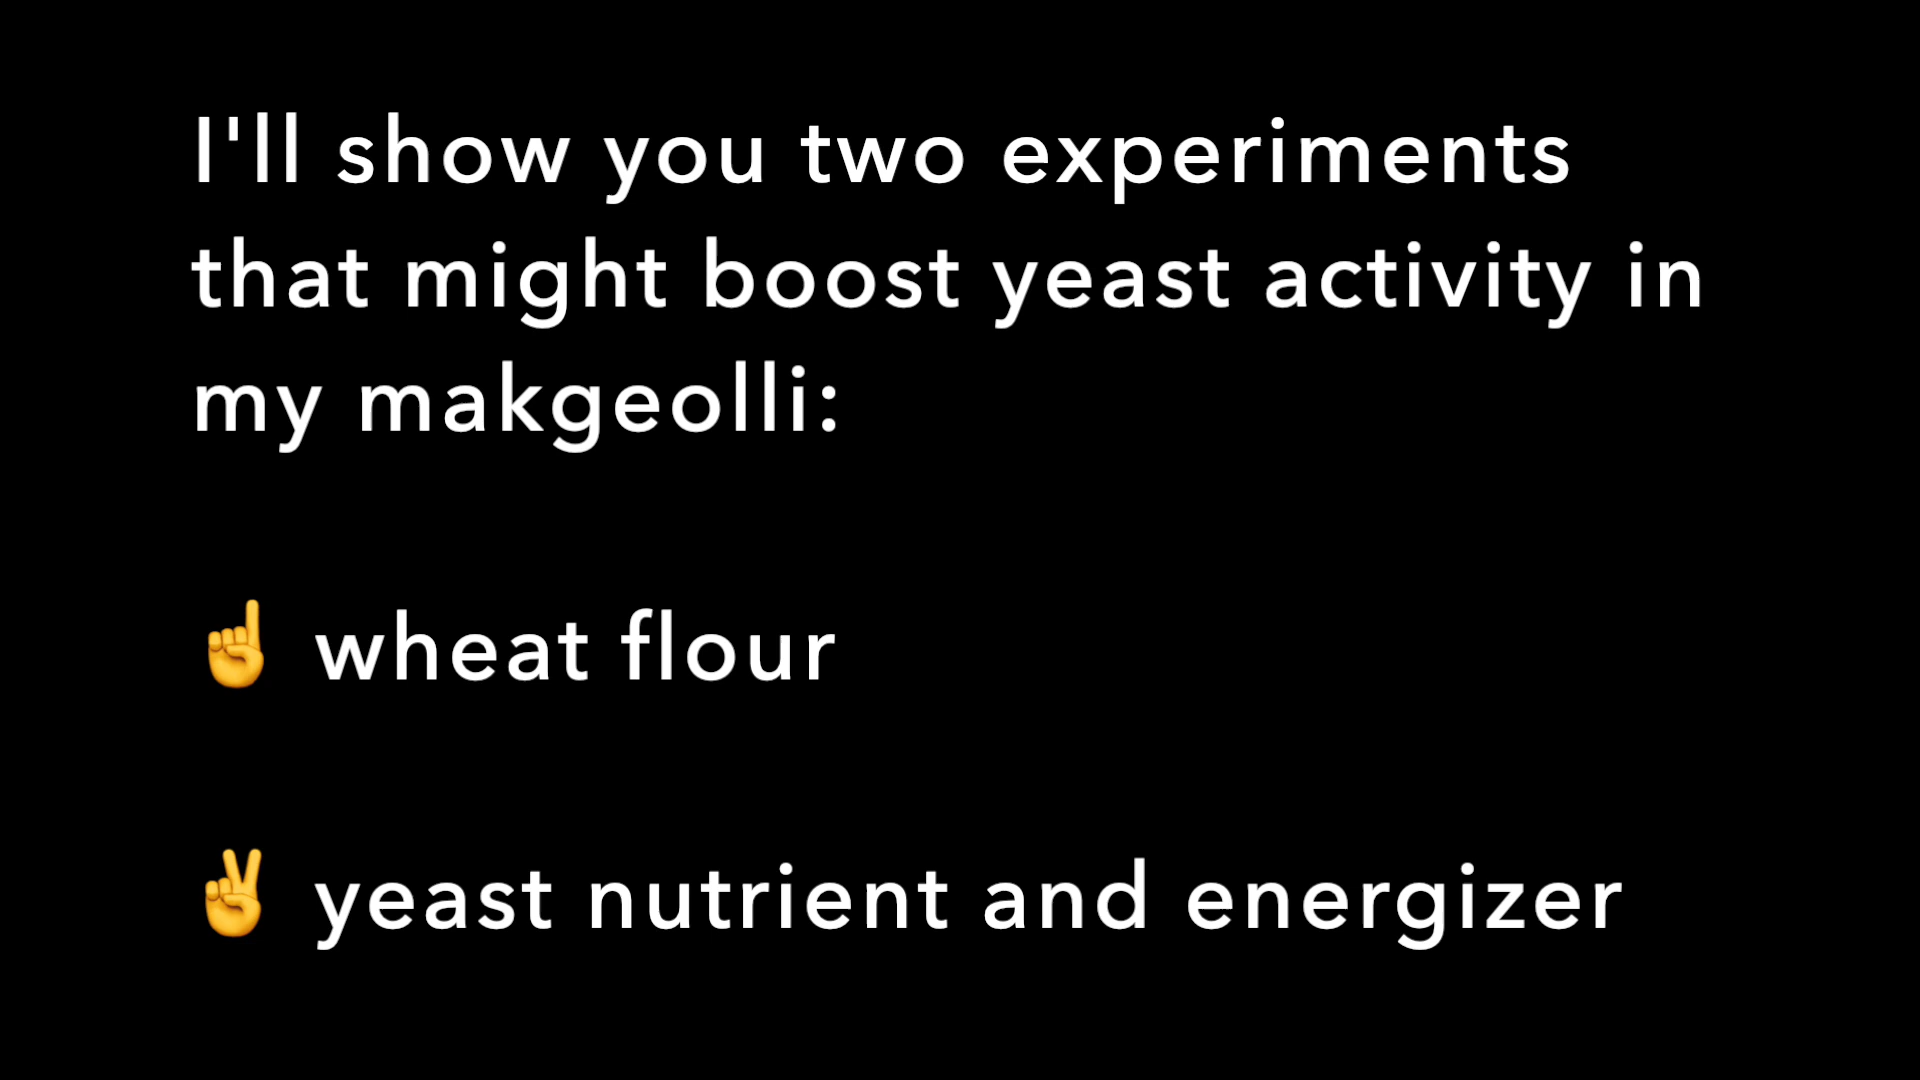 I'll show you two experiments
that might boost yeast activity in
my makgeolli:
☝️ wheat flour
✌️ yeast nutrient and energizer